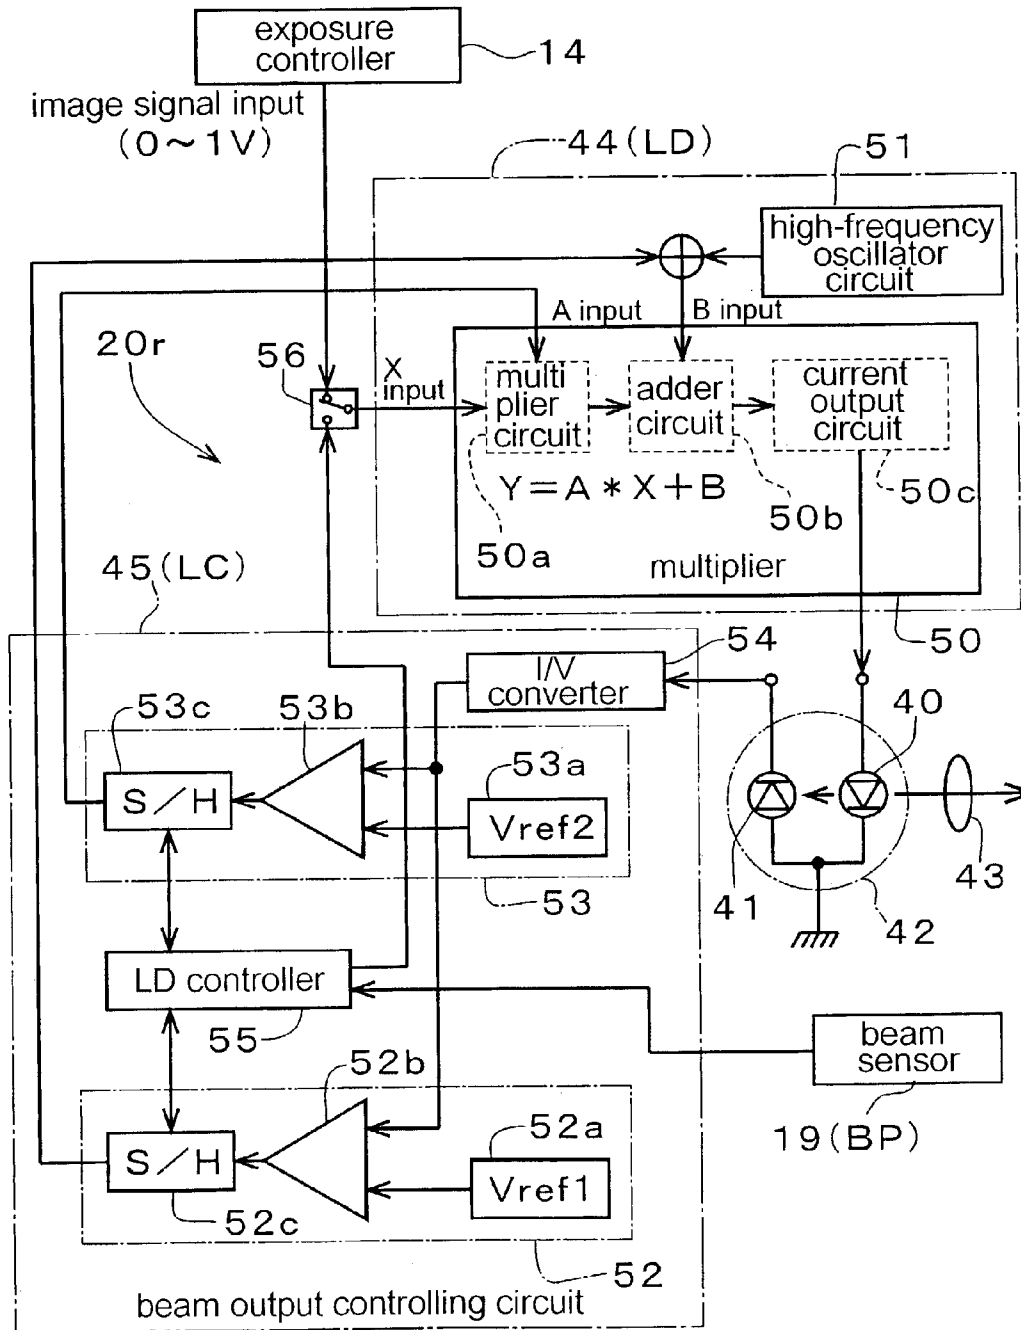 exposure
controller
14
image signal input
(0~1V)
44(LD)
51
high-frequency
oscillator
circuit
A input
B input
20r
56
X
input
multi
plier
circuit
adder
circuit
current
output
circuit
Y=A*X+B
50a
50b
50c
multiplier
50
45(LC)
54
I/V
converter
53c
53b
53a
40
S/H
Vref2
53
41
42
43
LD controller
55
beam
sensor
19(BP)
52b
52a
S/H
Vref1
52c
52
beam output controlling circuit